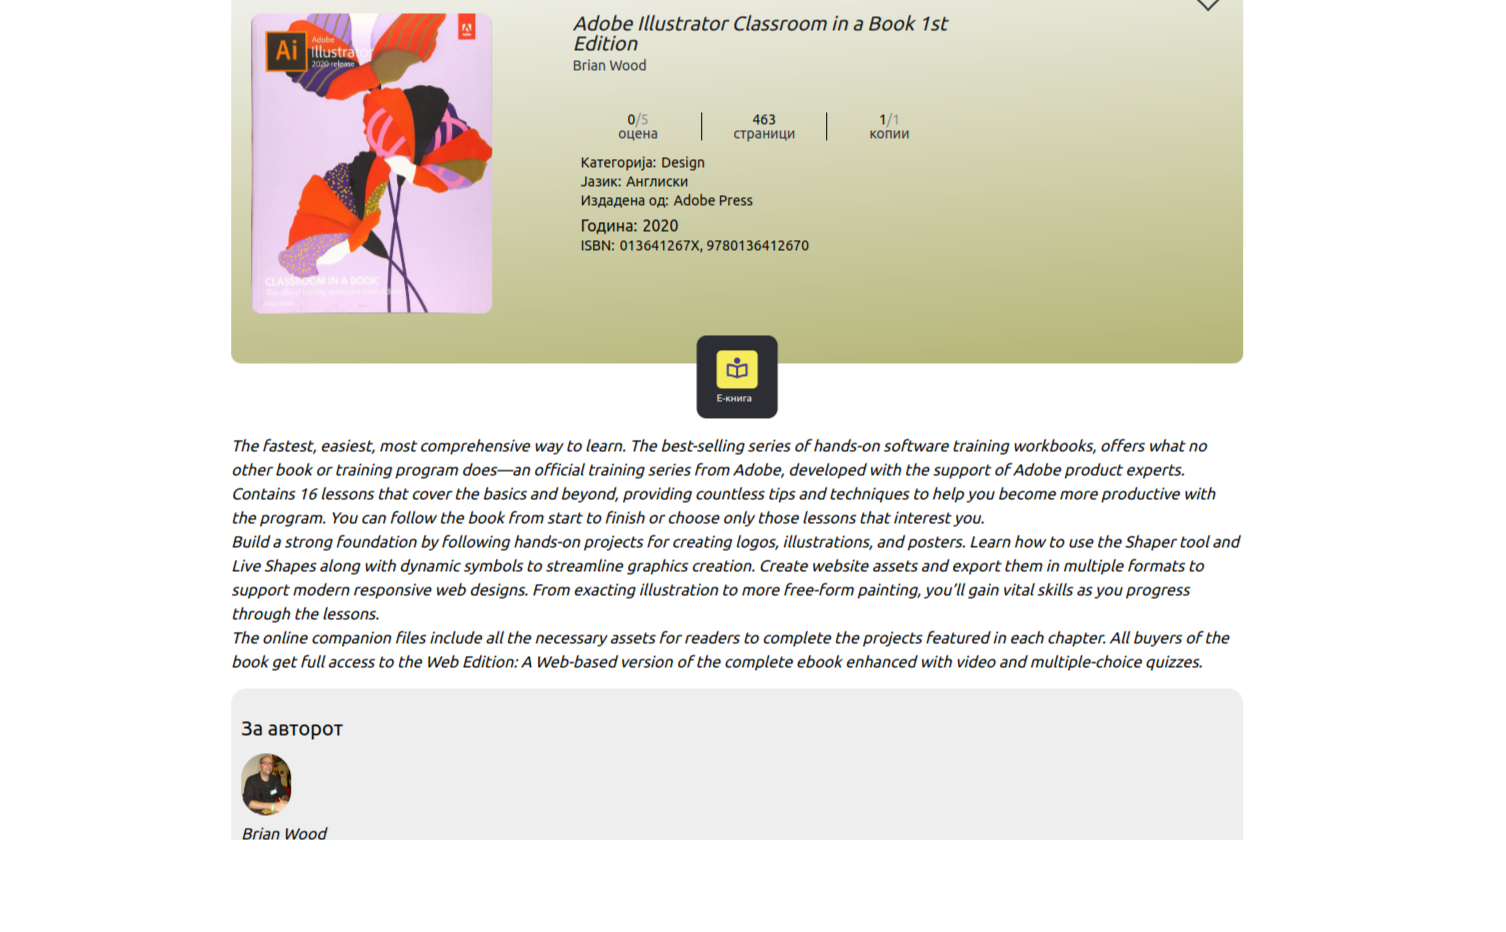 Adobe Illustrator Classroom in a Book 1st
Edition
Brian Wood
Ai
Adobe
Illustrator
2020 release
CLASSROOM IN A BOOK
The official training workbook from Adobe
0/5
оцена
463
страници
1/1
копии
Категорија: Design
Јазик: Англиски
Издадена од: Adobe Press
Година: 2020
ISBN: 013641267X, 9780136412670
Е-книга
The fastest, easiest, most comprehensive way to learn. The best-selling series of hands-on software training workbooks, offers what no
other book or training program does—an official training series from Adobe, developed with the support of Adobe product experts.
Contains 16 lessons that cover the basics and beyond, providing countless tips and techniques to help you become more productive with
the program. You can follow the book from start to finish or choose only those lessons that interest you.
Build a strong foundation by following hands-on projects for creating logos, illustrations, and posters. Learn how to use the Shaper tool and
Live Shapes along with dynamic symbols to streamline graphics creation. Create website assets and export them in multiple formats to
support modern responsive web designs. From exacting illustration to more free-form painting, you’ll gain vital skills as you progress
through the lessons.
The online companion files include all the necessary assets for readers to complete the projects featured in each chapter. All buyers of the
book get full access to the Web Edition: A Web-based version of the complete ebook enhanced with video and multiple-choice quizzes.
За авторот
Brian Wood